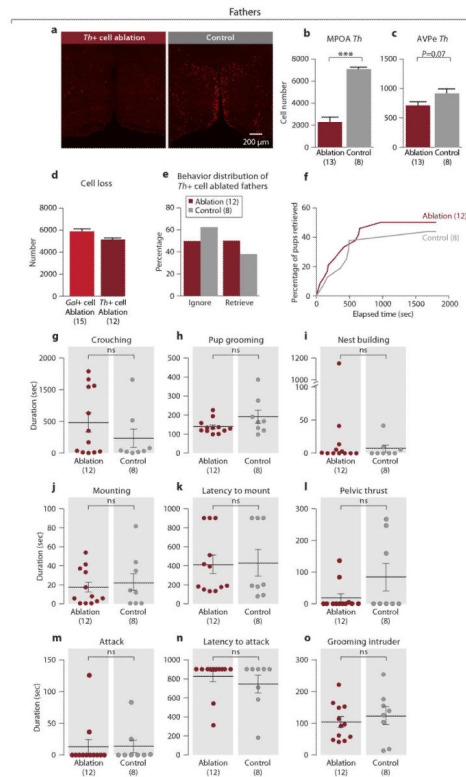 Fathers
a
Th+ cell ablation
Control
200 µm
b
MPOA Th
***
Cell number
8000
6000
4000
2000
0
Ablation
(13)
Control
(8)
c
AVPe Th
P=0.07
1500
1000
500
0
Ablation
(13)
Control
(8)
d
Cell loss
Number
8000
6000
4000
2000
0
Gal+ cell
Ablation
(15)
Th+ cell
Ablation
(12)
e
Behavior distribution of
Th+ cell ablated fathers
Ablation (12)
Control (8)
Percentage
80
60
40
20
0
Ignore
Retrieve
f
Percentage of pups retrieved
60
40
20
0
Ablation (12)
Control (8)
0
500
1000
1500
2000
Elapsed time (sec)
g
Crouching
ns
Duration (sec)
2000
1500
1000
500
0
Ablation
(12)
Control
(8)
h
Pup grooming
ns
500
400
300
200
100
0
Ablation
(12)
Control
(8)
i
Nest building
ns
1200
1000
50
0
Ablation
(12)
Control
(8)
j
Mounting
ns
Duration (sec)
100
80
60
40
20
0
Ablation
(12)
Control
(8)
k
Latency to mount
ns
1000
800
600
400
200
0
Ablation
(12)
Control
(8)
l
Pelvic thrust
ns
300
200
100
0
Ablation
(12)
Control
(8)
m
Attack
ns
Duration (sec)
150
100
50
0
Ablation
(12)
Control
(8)
n
Latency to attack
ns
1000
800
600
400
200
0
Ablation
(12)
Control
(8)
o
Grooming intruder
ns
300
200
100
0
Ablation
(12)
Control
(8)